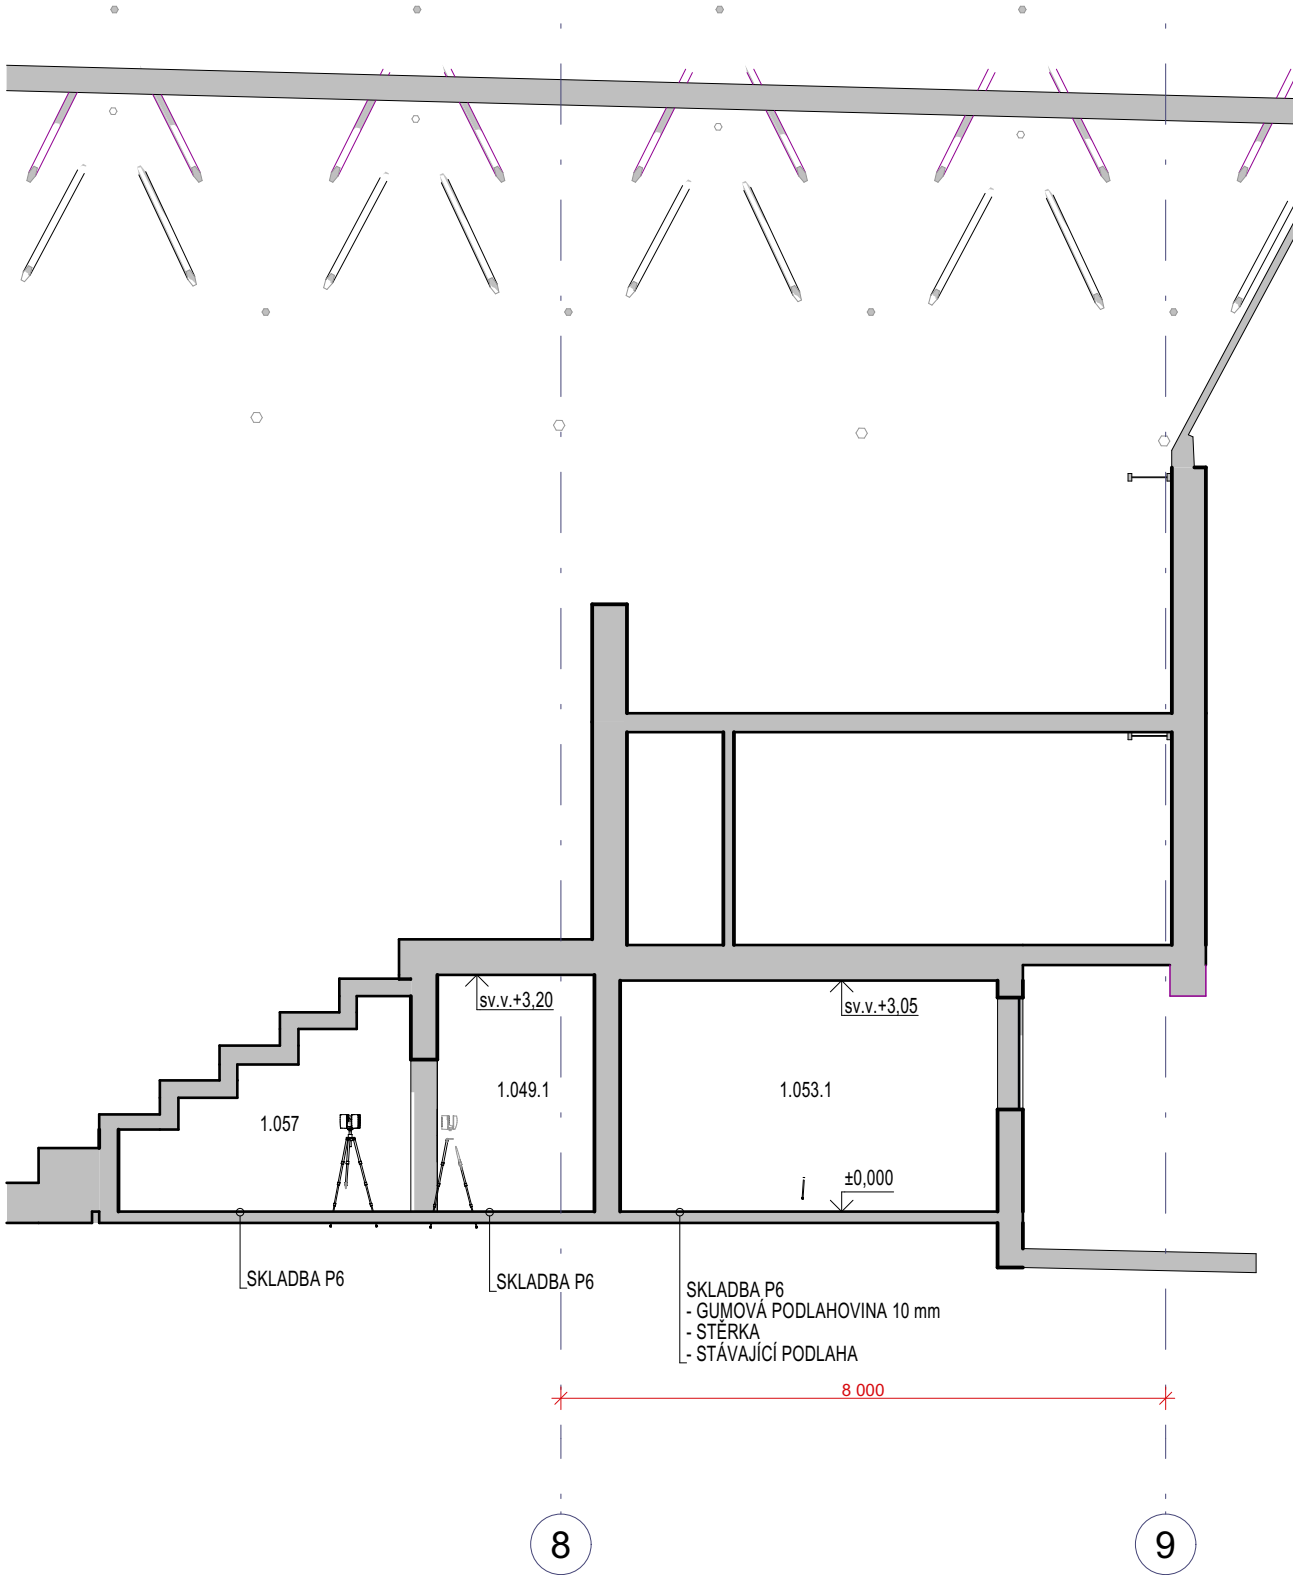 sv.v.+3,20
sv.v.+3,05
1.049.1
1.053.1
1.057
±0,000
SKLADBA P6
SKLADBA P6
SKLADBA P6
- GUMOVÁ PODLAHOVINA 10 mm
- STĚRKA
- STÁVAJÍCÍ PODLAHA
8 000
8
9